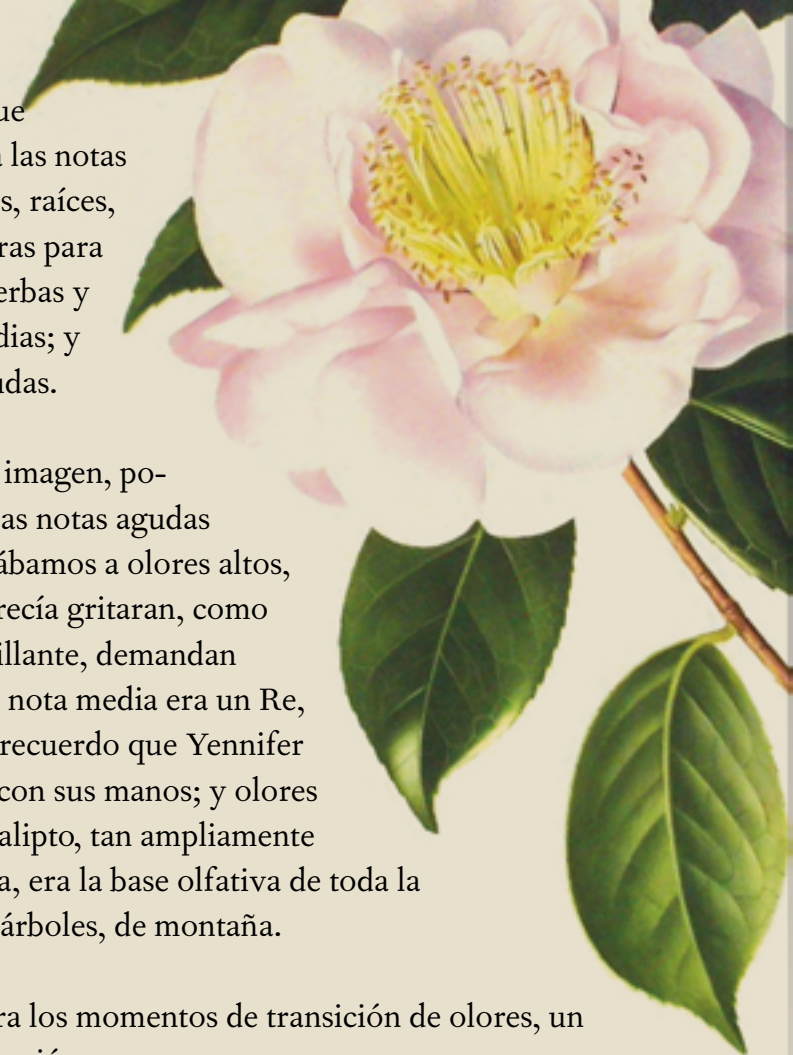 ue
a las notas
s, raíces,
ras para
erbas y
dias; y
udas.
imagen, po-
as notas agudas
ábamos a olores altos,
recía gritaran, como
illante, demandan
nota media era un Re,
recuerdo que Yennifer
con sus manos; y olores
alipto, tan ampliamente
a, era la base olfativa de toda la
árboles, de montaña.
ra los momentos de transición de olores, un